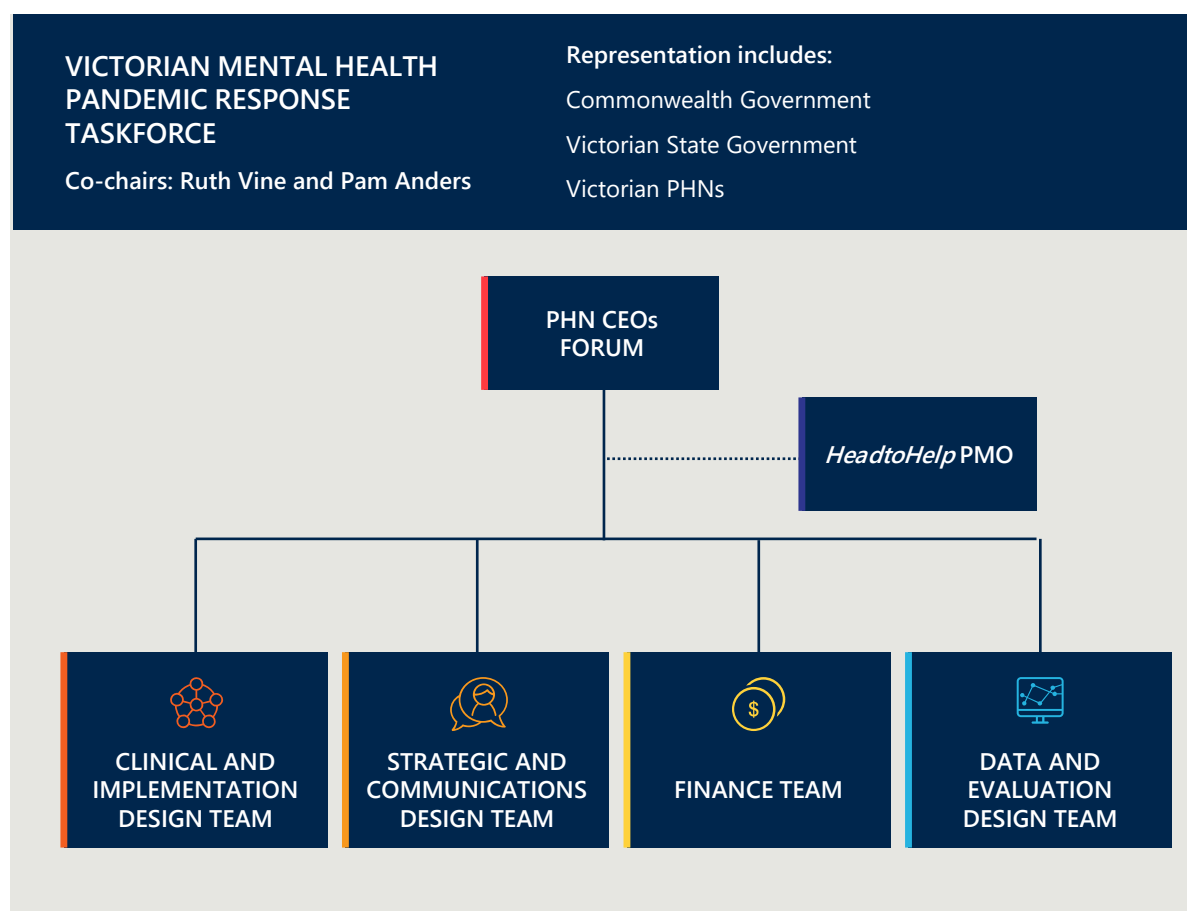 VICTORIAN MENTAL HEALTH
PANDEMIC RESPONSE
TASKFORCE
Co-chairs: Ruth Vine and Pam Anders
Representation includes:
Commonwealth Government
Victorian State Government
Victorian PHNs
PHN CEOs
FORUM
HeadtoHelp PMO
CLINICAL AND
IMPLEMENTATION
DESIGN TEAM
STRATEGIC AND
COMMUNICATIONS
DESIGN TEAM
$
FINANCE TEAM
DATA AND
EVALUATION
DESIGN TEAM